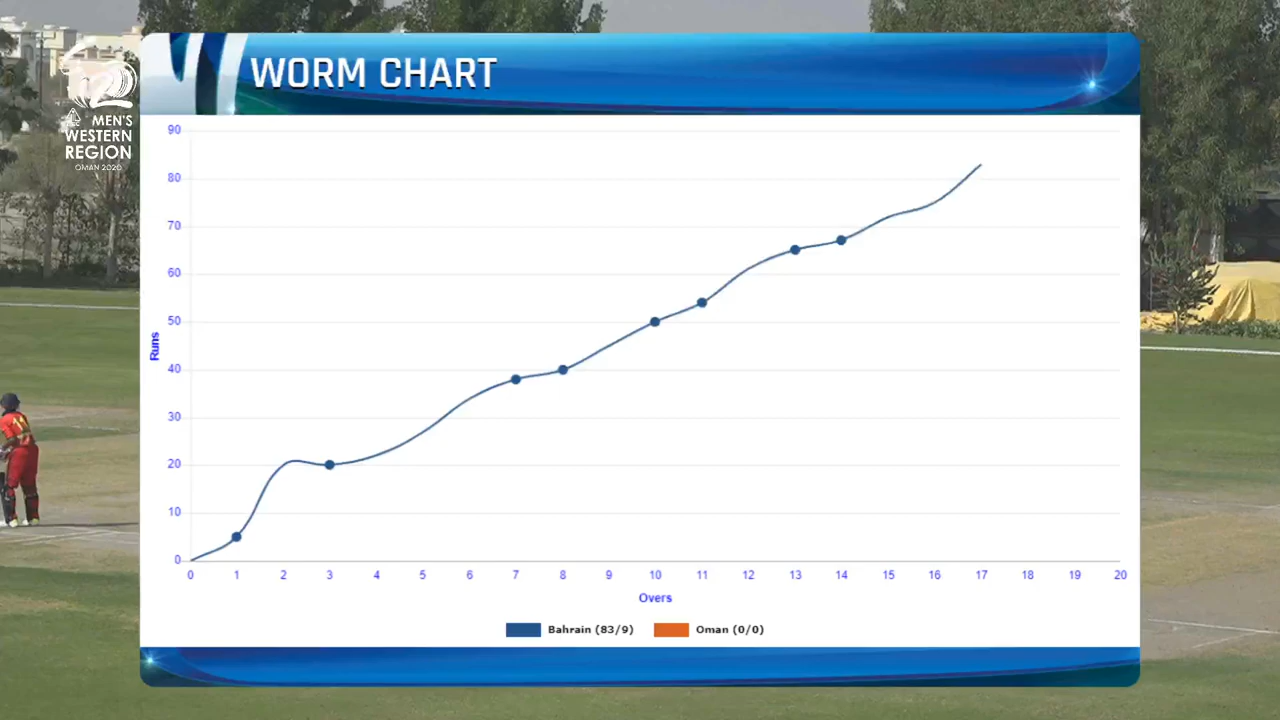 WORM CHART
MEN'S
WESTERN
REGION
OMAN 2020
90
80
70
60
50
40
30
20
10
0
Runs
0 1 2 3 4 5 6 7 8 9 10 11 12 13 14 15 16 17 18 19 20
Overs
Bahrain (83/9) Oman (0/0)